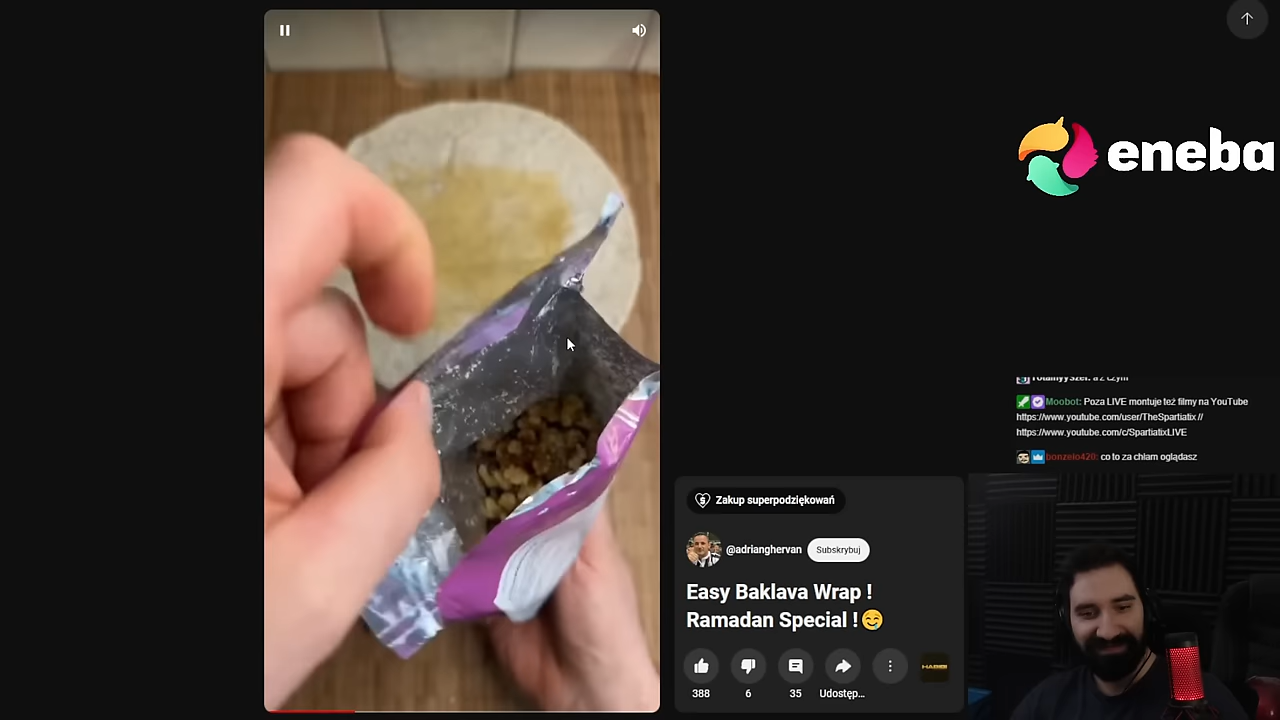 eneba
Moobot: Poza LIVE montuje też filmy na YouTube
https://www.youtube.com/user/TheSpartiatix //
https://www.youtube.com/c/SpartiatixLIVE
bonzelo420: co to za chłam oglądasz
Zakup superpodziękowań
@adrianghervan
Subskrybuj
Easy Baklava Wrap !
Ramadan Special !
388
6
35
Udostęp...
HABIBI